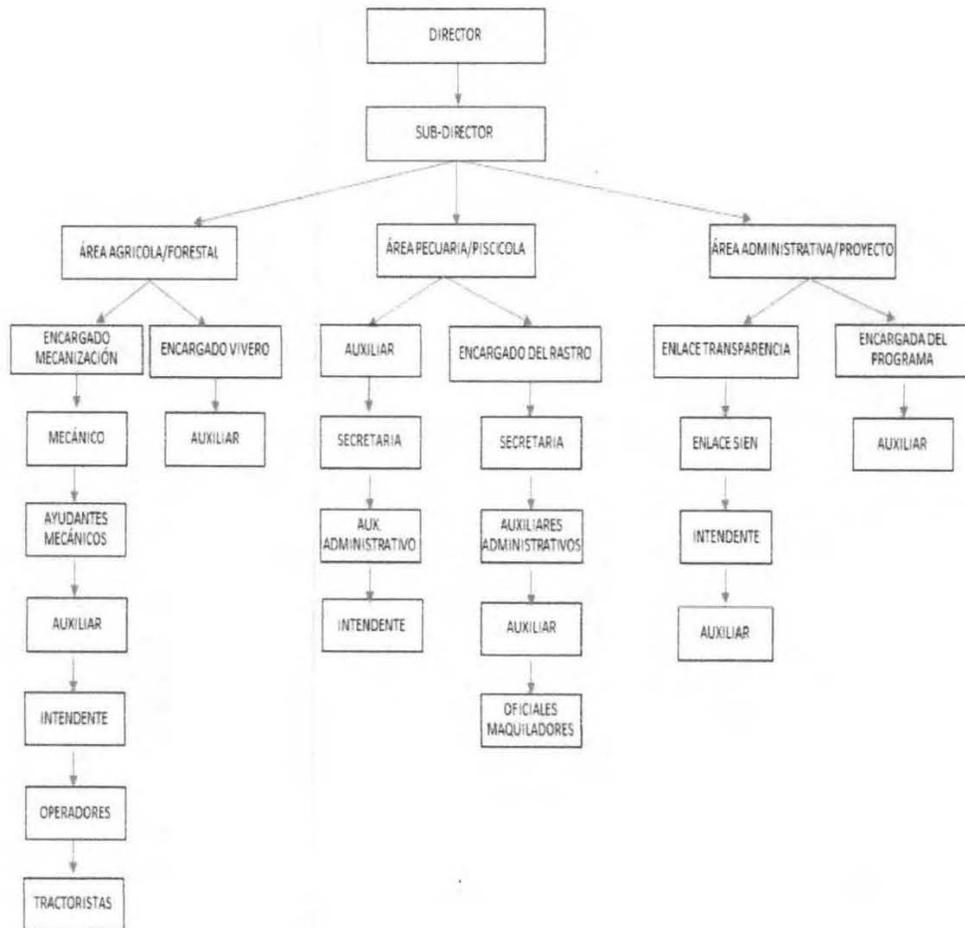 DIRECTOR
SUB-DIRECTOR
ÁREA AGRICOLA/FORESTAL
ÁREA PECUARIA/PISCICOLA
ÁREA ADMINISTRATIVA/PROYECTO
ENCARGADO
MECANIZACIÓN
ENCARGADO VIVERO
AUXILIAR
ENCARGADO DEL RASTRO
ENLACE TRANSPARENCIA
ENCARGADA DEL
PROGRAMA
MECÁNICO
AUXILIAR
SECRETARIA
SECRETARIA
ENLACE SIEN
AUXILIAR
AYUDANTES
MECÁNICOS
AUX.
ADMINISTRATIVO
AUXILIARES
ADMINISTRATIVOS
INTENDENTE
AUXILIAR
INTENDENTE
AUXILIAR
AUXILIAR
INTENDENTE
OFICIALES
MAQUILADORES
OPERADORES
TRACTORISTAS